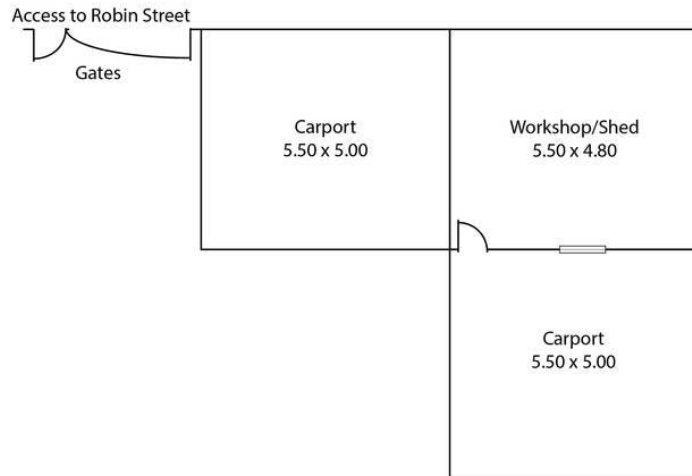 Access to Robin Street
Gates
Carport
5.50 x 5.00
Workshop/Shed
5.50 x 4.80
Carport
5.50 x 5.00